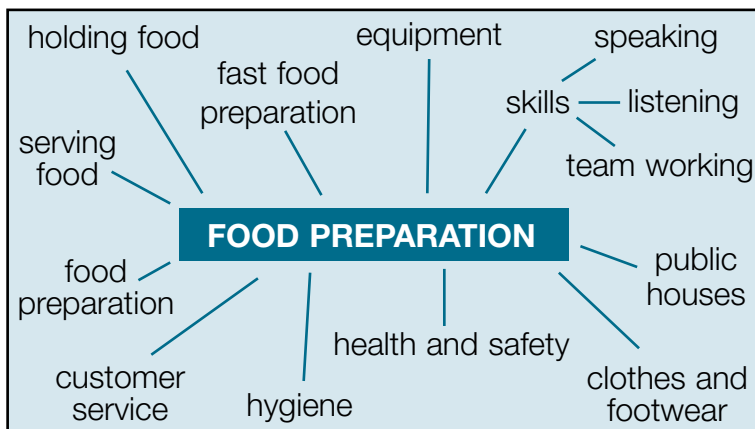 holding food
equipment
speaking
fast food
preparation
skills
listening
serving
food
team working
FOOD PREPARATION
food
preparation
public
houses
health and safety
customer
service
hygiene
clothes and
footwear